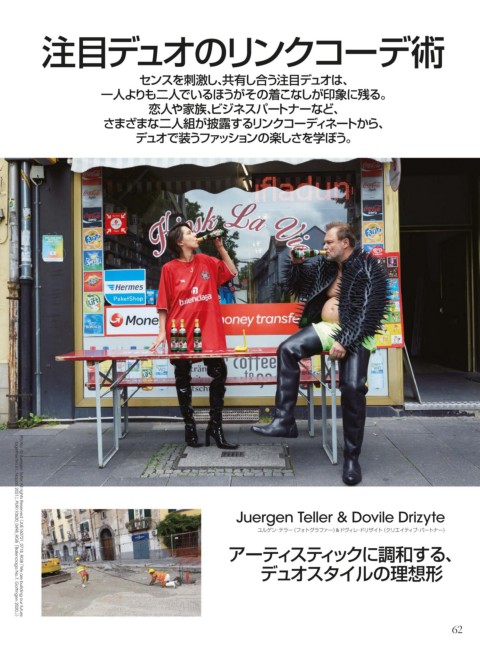 注目デュオのリンクコーデ術
センスを刺激し、共有し合う注目デュオは、
一人よりも二人でいるほうがその着こなしが印象に残る。
恋人や家族、ビジネスパートナーなど、
さまざまな二人組が披露するリンクコーディネートから、
デュオで装うファッションの楽しさを学ぼう。
Kiosk La Vi
Hermes
PaketShop
balenciaga
Mone
oney transfe
coffee
to go
Juergen Teller & Dovile Drizyte
ユルゲン・テラー（フォトグラファー）&ドヴィレ・ドリザイト（クリエイティブ・パートナー）
アーティスティックに調和する、
デュオスタイルの理想形
62